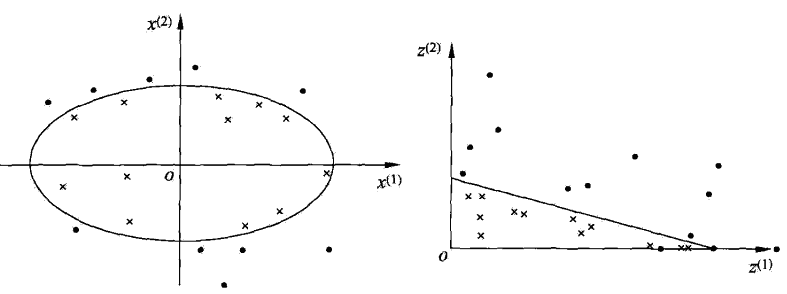 x(2)
O
x(1)
z(2)
O
z(1)